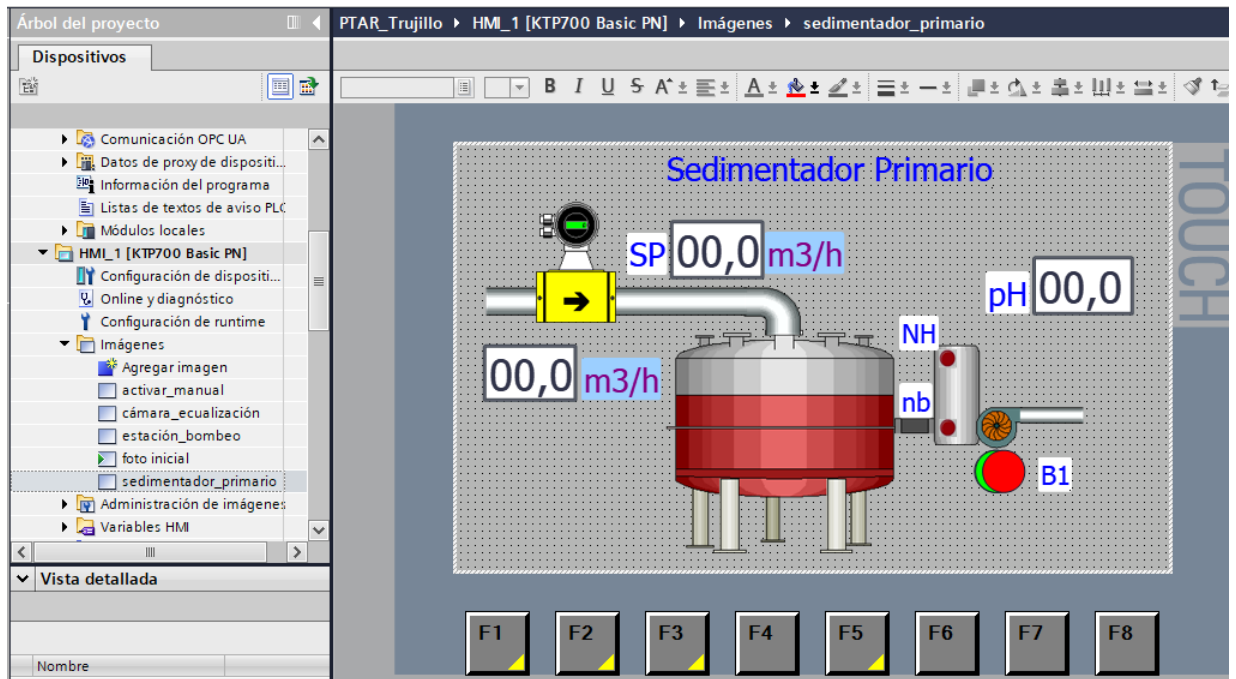 Árbol del proyecto
PTAR_Trujillo ▸ HMI_1 [KTP700 Basic PN] ▸ Imágenes ▸ sedimentador_primario
Dispositivos
B I U S A A
Comunicación OPC UA
Datos de proxy de dispositi...
Información del programa
Listas de textos de aviso PLC
Módulos locales
HMI_1 [KTP700 Basic PN]
Configuración de dispositi...
Online y diagnóstico
Configuración de runtime
Imágenes
Agregar imagen
activar_manual
cámara_ecualización
estación_bombeo
foto inicial
sedimentador_primario
Administración de imágenes
Variables HMI
Vista detallada
Nombre
Sedimentador Primario
SP 00,0 m3/h
pH 00,0
NH
00,0 m3/h
nb
B1
TOUCH
F1 F2 F3 F4 F5 F6 F7 F8